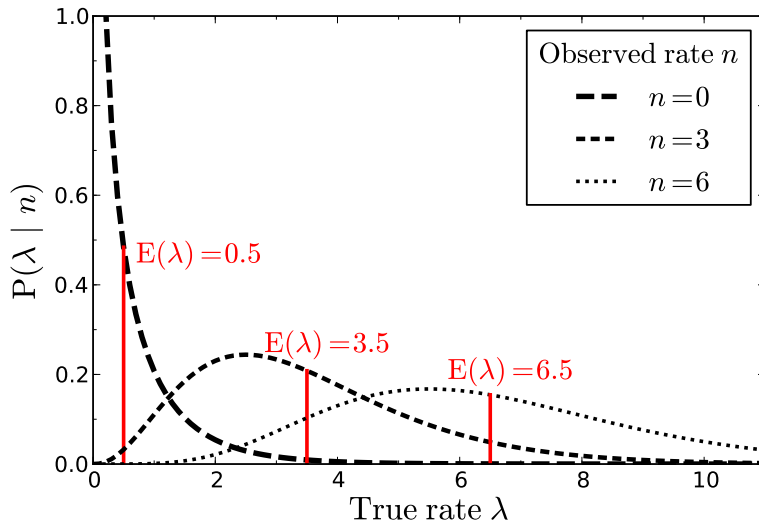 1.0
0.8
0.6
0.4
0.2
0.0
P(λ | n)
0
2
4
6
8
10
True rate λ
Observed rate n
n=0
n=3
n=6
E(λ)=0.5
E(λ)=3.5
E(λ)=6.5